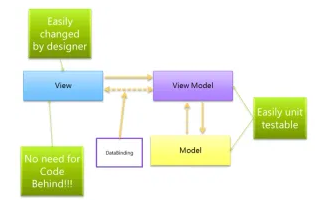 Easily
changed
by designer
View
View Model
Easily unit
testable
DataBinding
Model
No need for
Code
Behind!!!